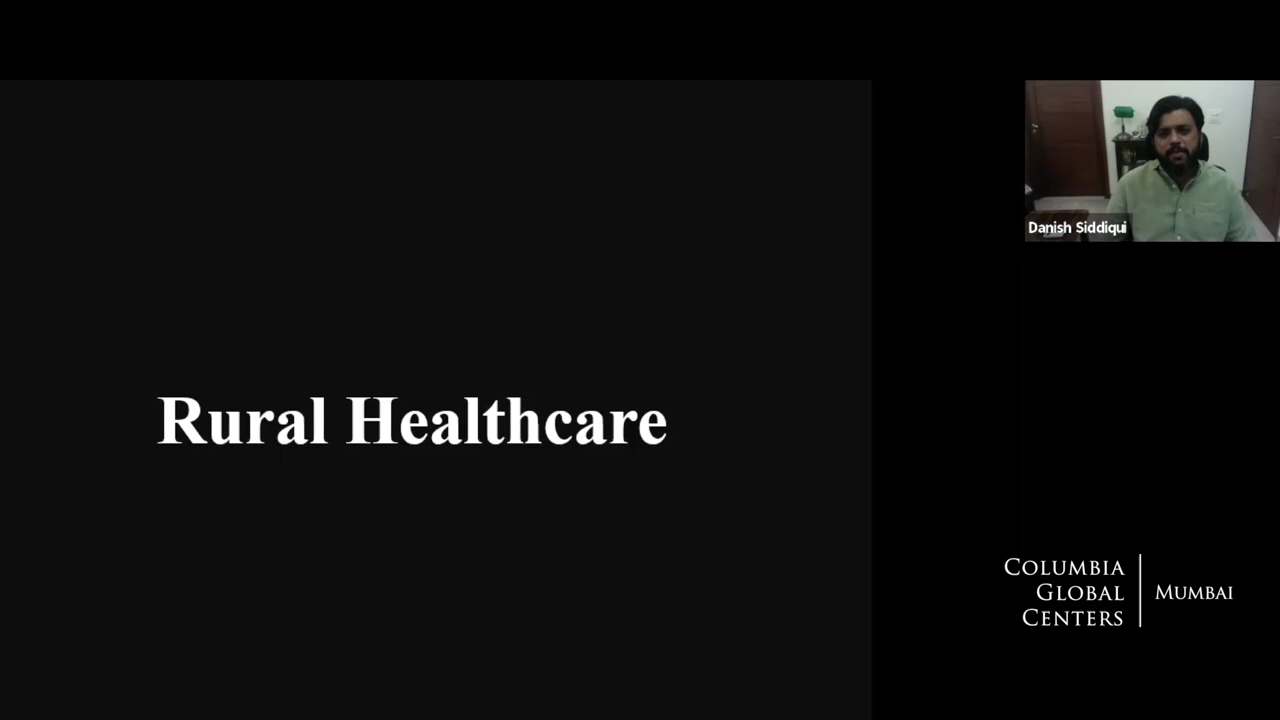 Rural Healthcare
Danish Siddiqui
COLUMBIA
GLOBAL
CENTERS
MUMBAI